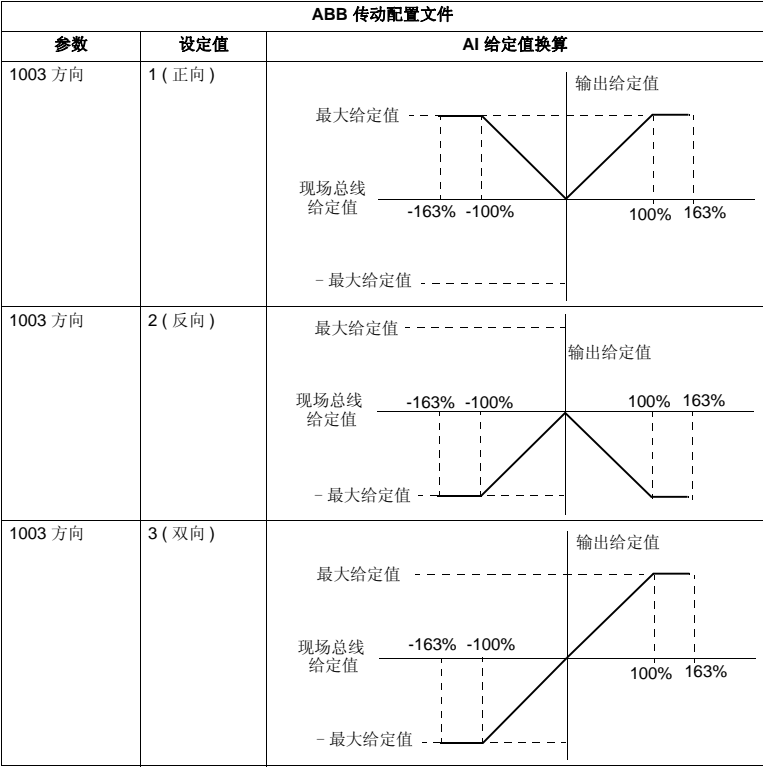 ABB 传动配置文件
参数 设定值 AI 给定值换算
1003 方向 1 ( 正向 )
输出给定值
最大给定值
现场总线
给定值
-163% -100% 100% 163%
- 最大给定值
1003 方向 2 ( 反向 )
最大给定值
输出给定值
现场总线
给定值
-163% -100% 100% 163%
- 最大给定值
1003 方向 3 ( 双向 )
输出给定值
最大给定值
现场总线
给定值
-163% -100% 100% 163%
- 最大给定值